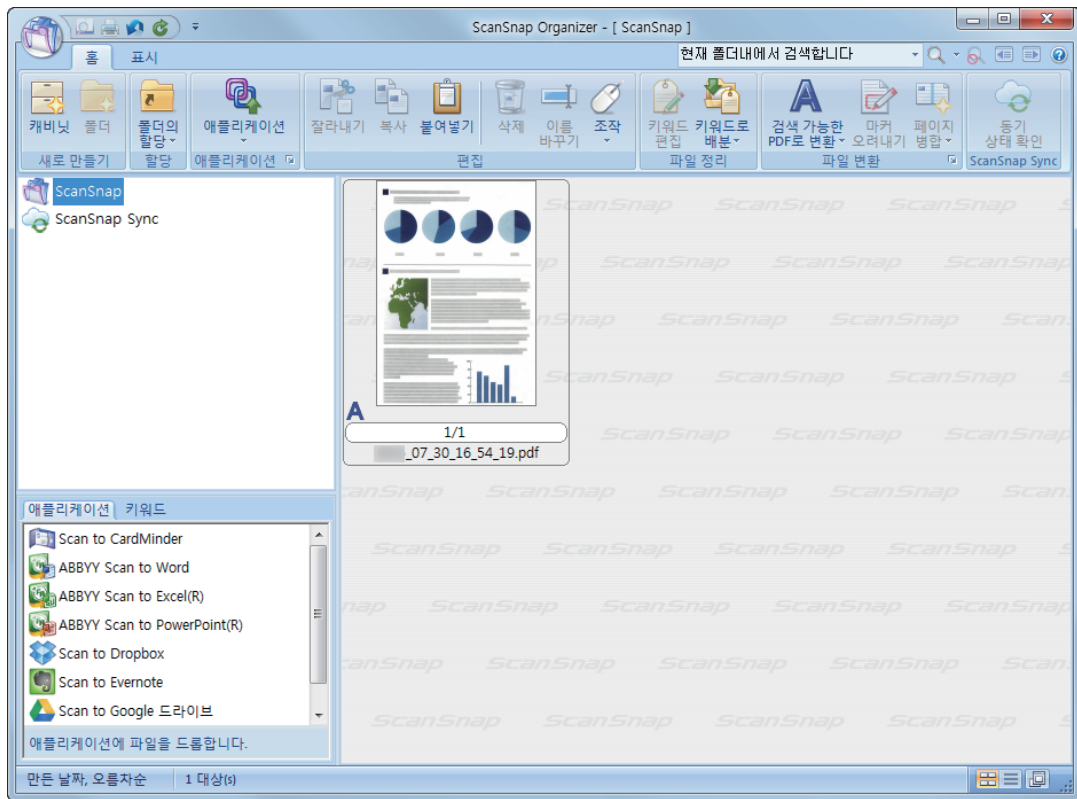 ScanSnap Organizer - [ ScanSnap ]
홈 표시
현재 폴더내에서 검색합니다
캐비닛 폴더 폴더의 할당 애플리케이션 잘라내기 복사 붙여넣기 삭제 이름 바꾸기 조작 키워드 편집 키워드로 배분 검색 가능한 PDF로 변환 마커 오려내기 페이지 병합 동기 상태 확인
새로 만들기 할당 애플리케이션 편집 파일 정리 파일 변환 ScanSnap Sync
ScanSnap
ScanSnap Sync
A
1/1
_07_30_16_54_19.pdf
애플리케이션 키워드
Scan to CardMinder
ABBYY Scan to Word
ABBYY Scan to Excel(R)
ABBYY Scan to PowerPoint(R)
Scan to Dropbox
Scan to Evernote
Scan to Google 드라이브
애플리케이션에 파일을 드롭합니다.
만든 날짜, 오름차순 1 대상(s)